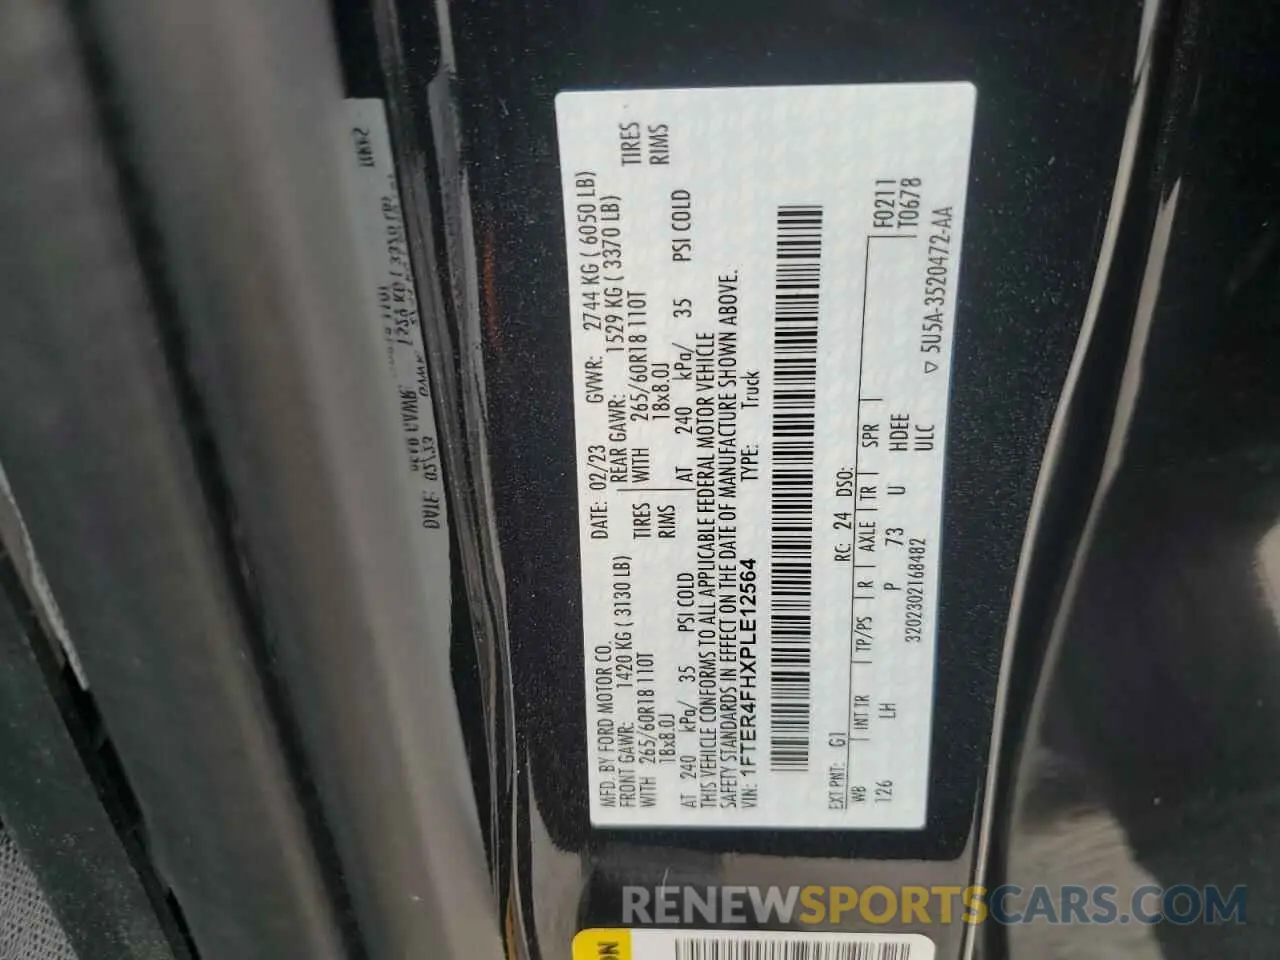 MFD. BY FORD MOTOR CO.
DATE: 02/23 GVWR: 2744 KG ( 6050 LB)
FRONT GAWR: 1420 KG ( 3130 LB)
REAR GAWR: 1529 KG ( 3370 LB)
WITH 265/60R18 110T TIRES
WITH 265/60R18 110T TIRES
18x8.0J RIMS
18x8.0J RIMS
AT 240 kPa/ 35 PSI COLD
AT 240 kPa/ 35 PSI COLD
THIS VEHICLE CONFORMS TO ALL APPLICABLE FEDERAL MOTOR VEHICLE
SAFETY STANDARDS IN EFFECT ON THE DATE OF MANUFACTURE SHOWN ABOVE.
VIN: 1FTER4FHXPLE12564 TYPE: Truck
EXT PNT: G1 RC: 24 DSO: F0211
T0678
WB INT TR TP/PS R AXLE TR SPR
126 LH P 73 U HDEE
ULC
3202302168482
▽ 5U5A-3520472-AA
RENEWSPORTSCARS.COM